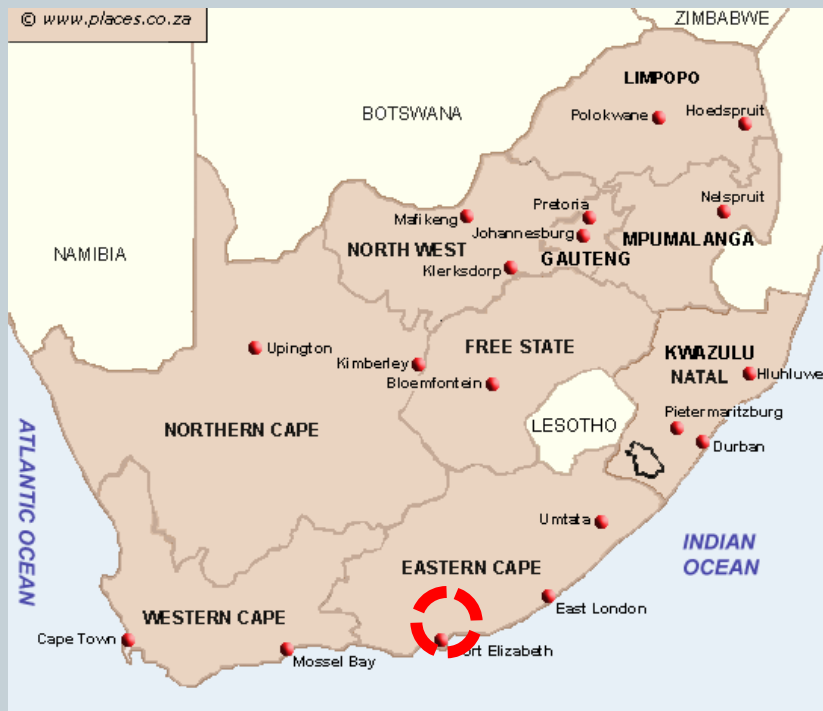 © www.places.co.za
ZIMBABWE
LIMPOPO
BOTSWANA
Polokwane
Hoedspruit
Nelspruit
Pretoria
Mafikeng
Johannesburg
MPUMALANGA
NAMIBIA
NORTH WEST
GAUTENG
Klerksdorp
Upington
FREE STATE
KWAZULU
NATAL
Kimberley
Hluhluwe
Bloemfontein
Pietermaritzburg
LESOTHO
NORTHERN CAPE
Durban
ATLANTIC OCEAN
Umtata
INDIAN
OCEAN
EASTERN CAPE
East London
WESTERN CAPE
Cape Town
ort Elizabeth
Mossel Bay